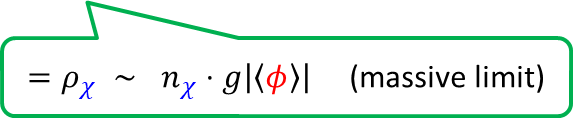 = ρ_χ ∼ n_χ · g|⟨ϕ⟩| (massive limit)